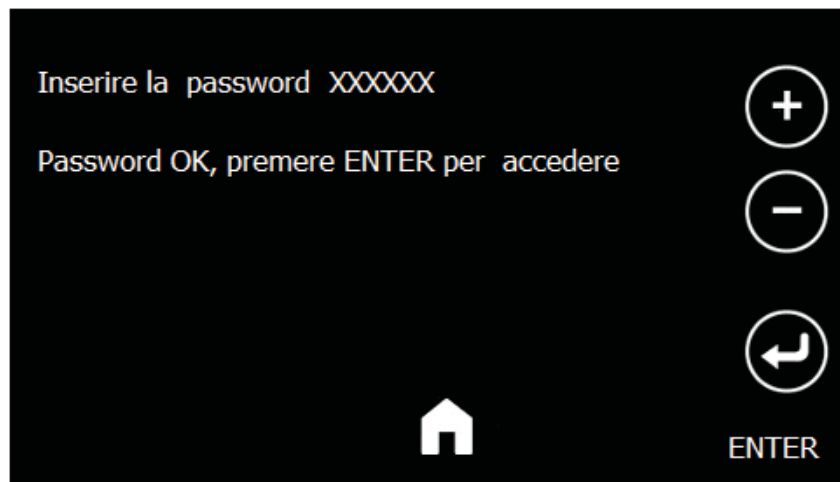 Inserire la password XXXXXX
Password OK, premere ENTER per accedere
ENTER